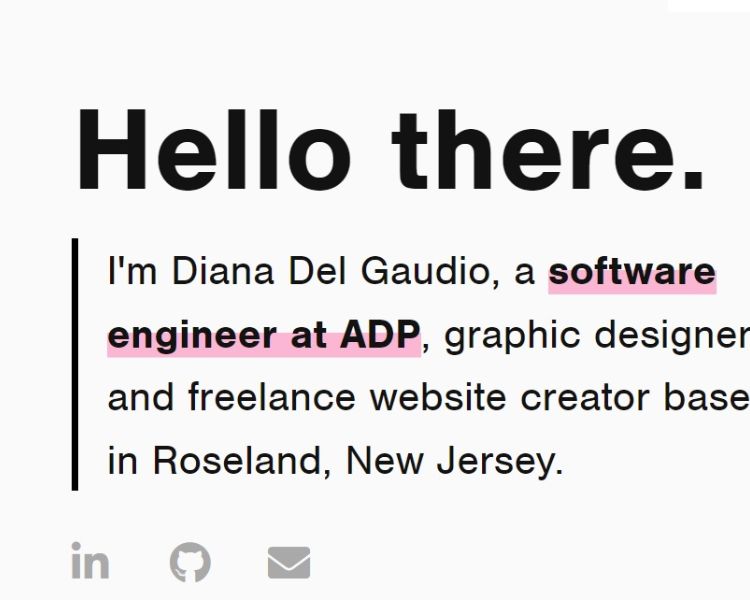 Hello there.
I'm Diana Del Gaudio, a software
engineer at ADP, graphic designer
and freelance website creator base
in Roseland, New Jersey.
in